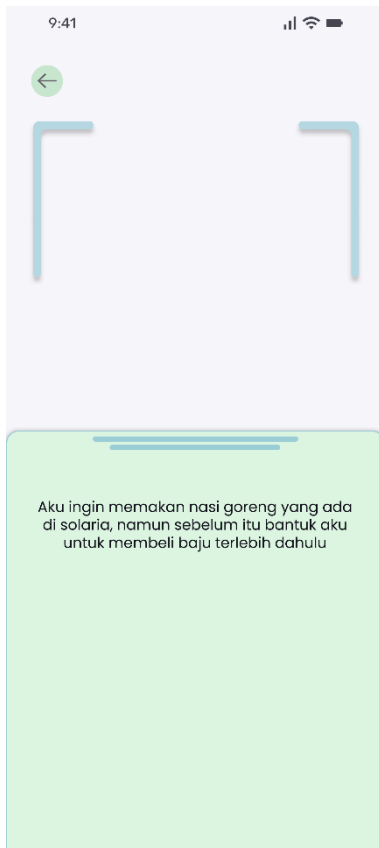 9:41
Aku ingin memakan nasi goreng yang ada
di solaria, namun sebelum itu bantuk aku
untuk membeli baju terlebih dahulu